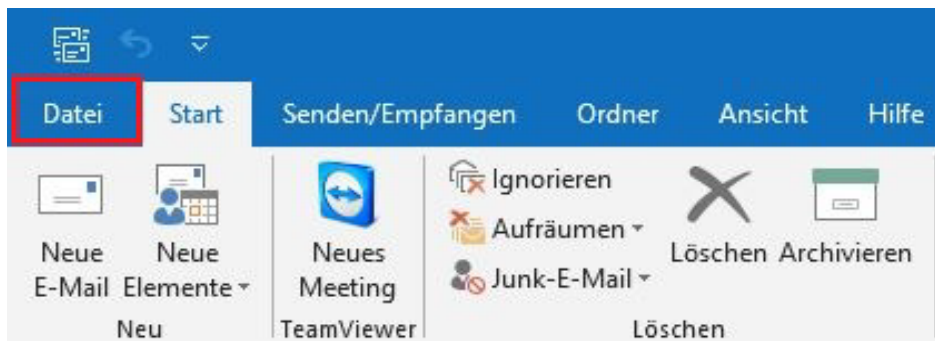 Datei Start Senden/Empfangen Ordner Ansicht Hilfe
Neue E-Mail
Neue Elemente
Neu
Neues Meeting
TeamViewer
Ignorieren
Aufräumen
Junk-E-Mail
Löschen
Archivieren
Löschen